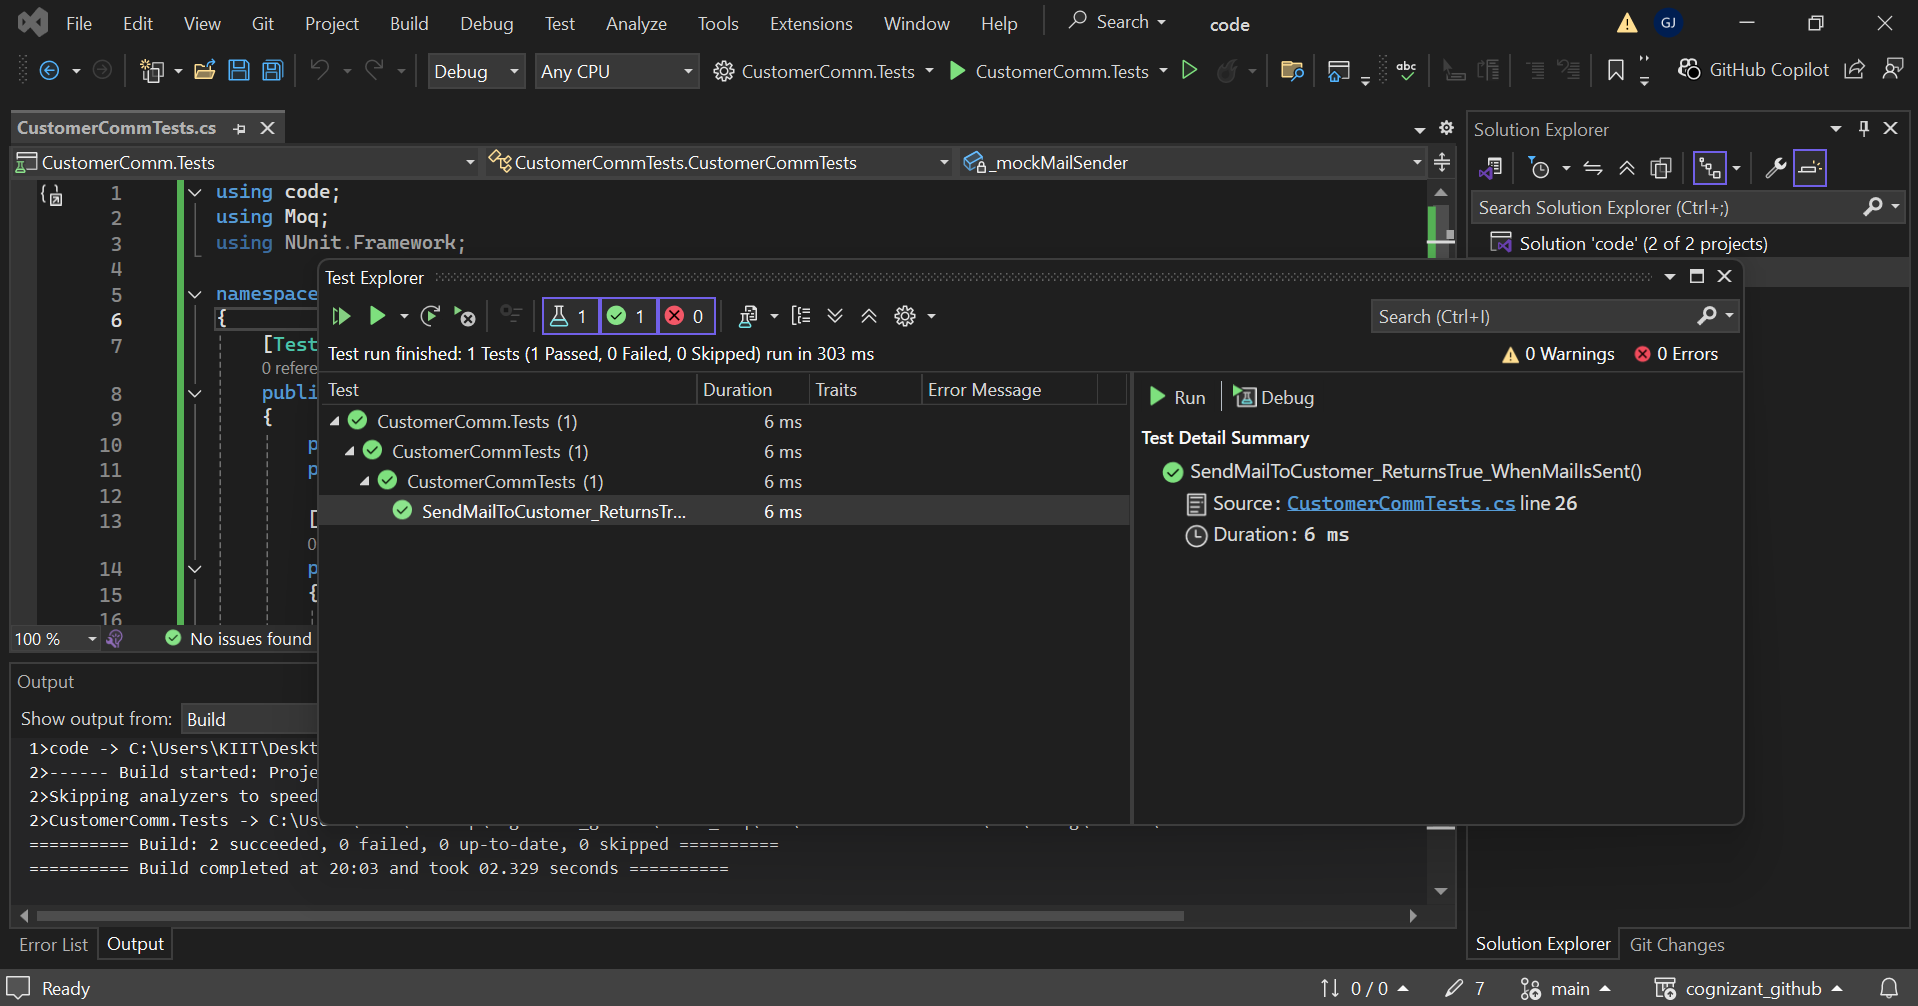 File Edit View Git Project Build Debug Test Analyze Tools Extensions Window Help Search code GJ
Debug Any CPU CustomerComm.Tests CustomerComm.Tests abc GitHub Copilot
CustomerCommTests.cs
CustomerComm.Tests CustomerCommTests.CustomerCommTests _mockMailSender
1 using code;
2 using Moq;
3 using NUnit.Framework;
4
5 namespace
6 {
7 [Test
0 refere
8 publi
9 {
10 p
11 p
12
13 [
0
14 p
15 {
16
100 % No issues found
Test Explorer
1 1 0
Search (Ctrl+I)
Test run finished: 1 Tests (1 Passed, 0 Failed, 0 Skipped) run in 303 ms
0 Warnings 0 Errors
Test Duration Traits Error Message
CustomerComm.Tests (1) 6 ms
CustomerCommTests (1) 6 ms
CustomerCommTests (1) 6 ms
SendMailToCustomer_ReturnsTr... 6 ms
Run Debug
Test Detail Summary
SendMailToCustomer_ReturnsTrue_WhenMailIsSent()
Source: CustomerCommTests.cs line 26
Duration: 6 ms
Solution Explorer
Search Solution Explorer (Ctrl+;)
Solution 'code' (2 of 2 projects)
Output
Show output from: Build
1>code -> C:\Users\KIIT\Deskt
2>------ Build started: Proje
2>Skipping analyzers to speed
2>CustomerComm.Tests -> C:\Us
========== Build: 2 succeeded, 0 failed, 0 up-to-date, 0 skipped ==========
========== Build completed at 20:03 and took 02.329 seconds ==========
Error List Output
Solution Explorer Git Changes
Ready 0 / 0 7 main cognizant_github